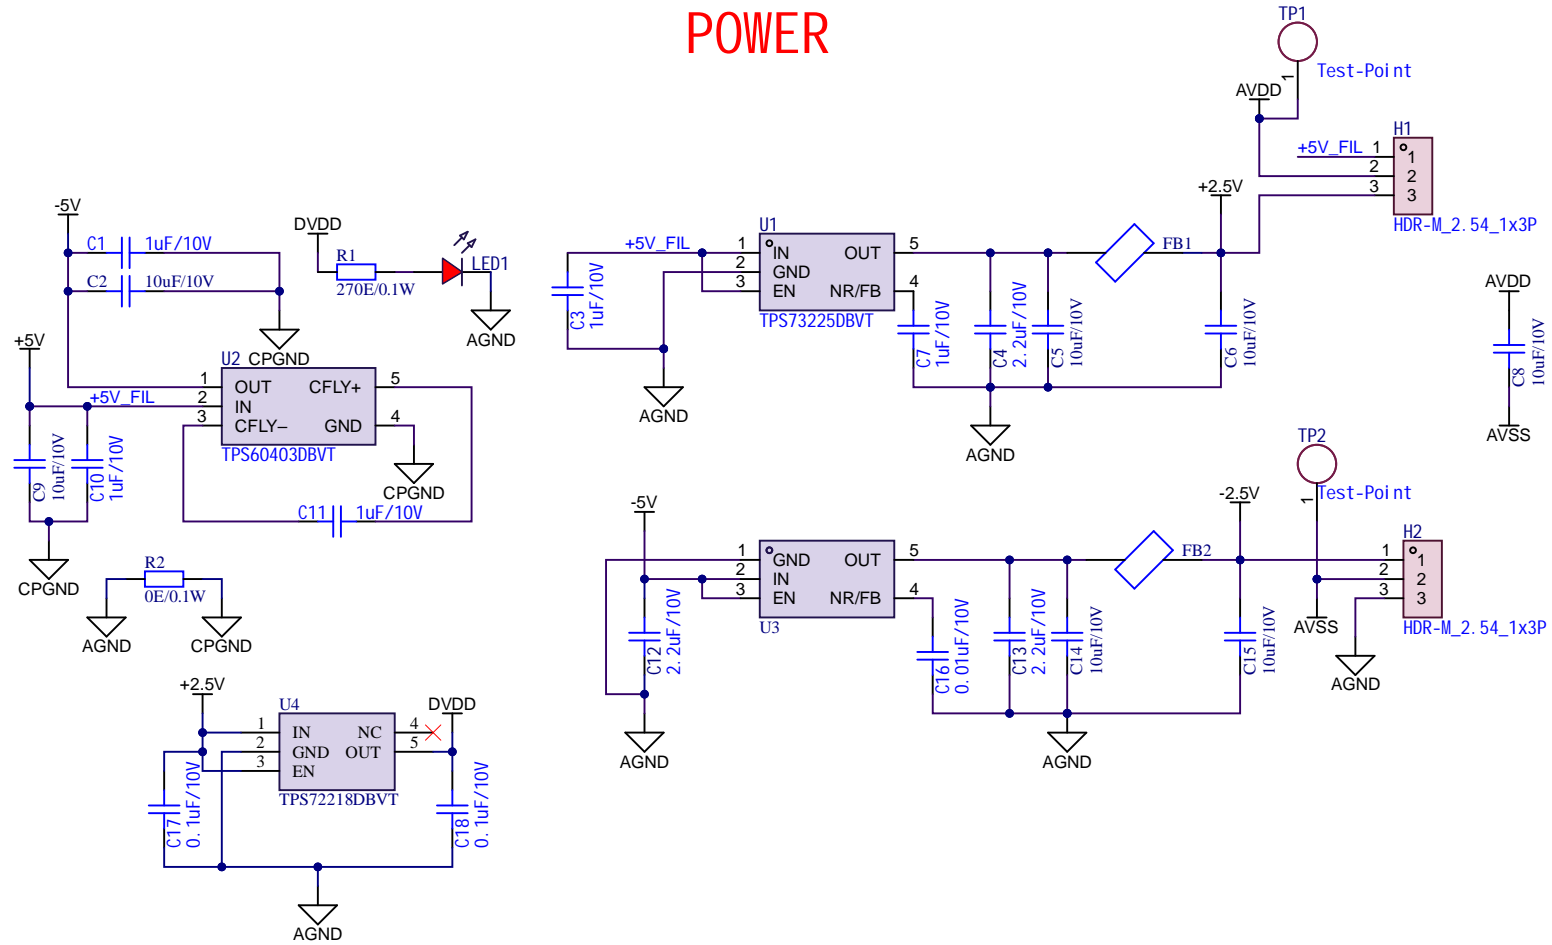 POWER
TP1
1
Test-Point
AVDD
H1
+5V_FIL
1
2
3
1
2
3
HDR-M_2.54_1x3P
-5V
C1
1uF/10V
C2
10uF/10V
CPGND
DVDD
R1
270E/0.1W
LED1
AGND
+5V
+5V_FIL
U2
1
2
3
OUT
IN
CFLY–
CFLY+
GND
5
4
TPS60403DBVT
C9
10uF/10V
C10
1uF/10V
CPGND
CPGND
C11
1uF/10V
R2
0E/0.1W
AGND
CPGND
+5V_FIL
U1
1
2
3
IN
GND
EN
OUT
NR/FB
5
4
TPS73225DBVT
C3
1uF/10V
AGND
C7
1uF/10V
C4
2.2uF/10V
C5
10uF/10V
FB1
+2.5V
C6
10uF/10V
AGND
AVDD
C8
10uF/10V
AVSS
TP2
1
Test-Point
-5V
1
2
3
GND
IN
EN
OUT
NR/FB
5
4
U3
C12
2.2uF/10V
AGND
C16
0.01uF/10V
C13
2.2uF/10V
C14
10uF/10V
FB2
-2.5V
C15
10uF/10V
AGND
AVSS
H2
1
2
3
1
2
3
HDR-M_2.54_1x3P
AGND
+2.5V
U4
1
2
3
IN
GND
EN
NC
OUT
4
5
DVDD
TPS72218DBVT
C17
0.1uF/10V
C18
0.1uF/10V
AGND